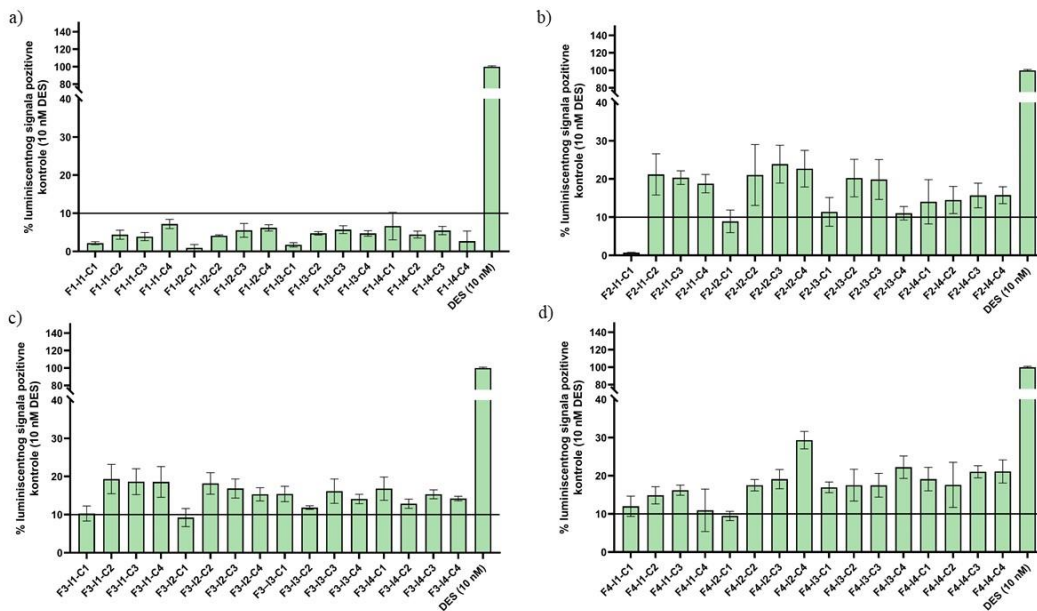 a)
% luminiscentnog signala pozitivne
kontrole (10 nM DES)
140
120
100
80
40
30
20
10
0
F1-I1-C1
F1-I1-C2
F1-I1-C3
F1-I1-C4
F1-I2-C1
F1-I2-C2
F1-I2-C3
F1-I2-C4
F1-I3-C1
F1-I3-C2
F1-I3-C3
F1-I3-C4
F1-I4-C1
F1-I4-C2
F1-I4-C3
F1-I4-C4
DES (10 nM)
b)
% luminiscentnog signala pozitivne
kontrole (10 nM DES)
140
120
100
80
40
30
20
10
0
F2-I1-C1
F2-I1-C2
F2-I1-C3
F2-I1-C4
F2-I2-C1
F2-I2-C2
F2-I2-C3
F2-I2-C4
F2-I3-C1
F2-I3-C2
F2-I3-C3
F2-I3-C4
F2-I4-C1
F2-I4-C2
F2-I4-C3
F2-I4-C4
DES (10 nM)
c)
% luminiscentnog signala pozitivne
kontrole (10 nM DES)
140
120
100
80
40
30
20
10
0
F3-I1-C1
F3-I1-C2
F3-I1-C3
F3-I1-C4
F3-I2-C1
F3-I2-C2
F3-I2-C3
F3-I2-C4
F3-I3-C1
F3-I3-C2
F3-I3-C3
F3-I3-C4
F3-I4-C1
F3-I4-C2
F3-I4-C3
F3-I4-C4
DES (10 nM)
d)
% luminiscentnog signala pozitivne
kontrole (10 nM DES)
140
120
100
80
40
30
20
10
0
F4-I1-C1
F4-I1-C2
F4-I1-C3
F4-I1-C4
F4-I2-C1
F4-I2-C2
F4-I2-C3
F4-I2-C4
F4-I3-C1
F4-I3-C2
F4-I3-C3
F4-I3-C4
F4-I4-C1
F4-I4-C2
F4-I4-C3
F4-I4-C4
DES (10 nM)